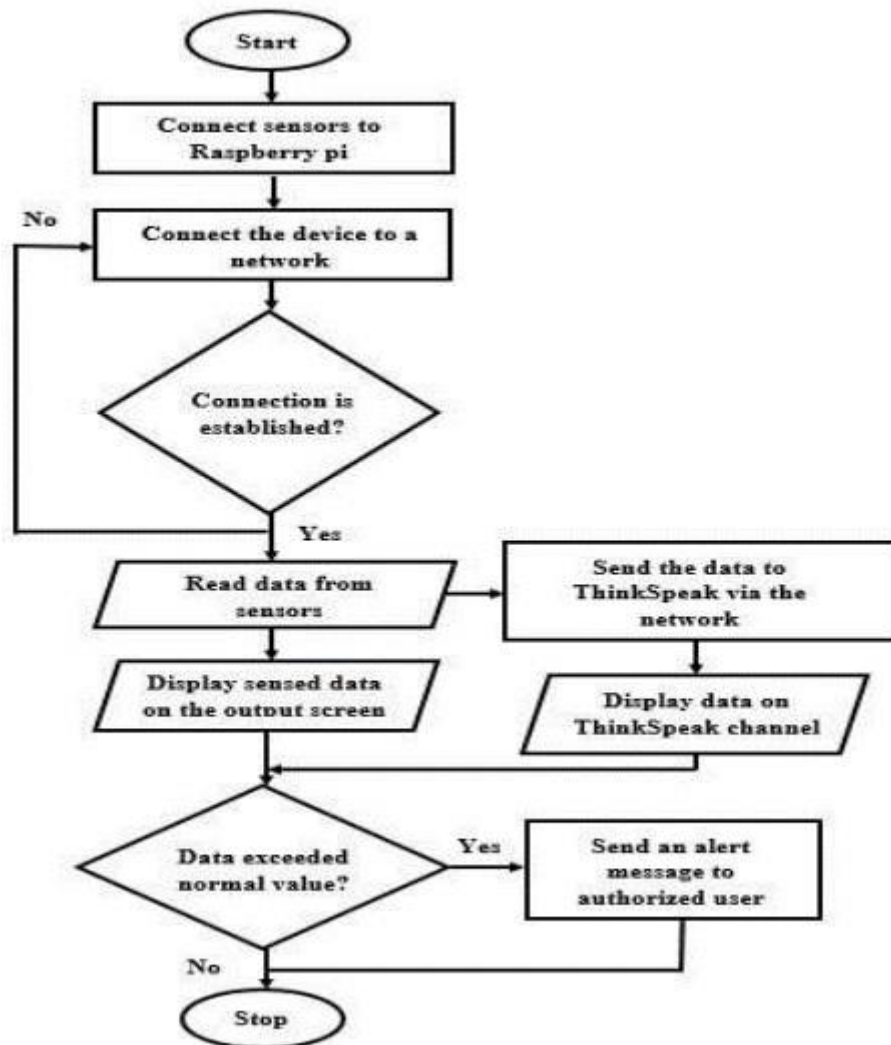 Start
Connect sensors to
Raspberry pi
No
Connect the device to a
network
Connection is
established?
Yes
Read data from
sensors
Send the data to
ThinkSpeak via the
network
Display sensed data
on the output screen
Display data on
ThinkSpeak channel
Data exceeded
normal value?
Yes
Send an alert
message to
authorized user
No
Stop